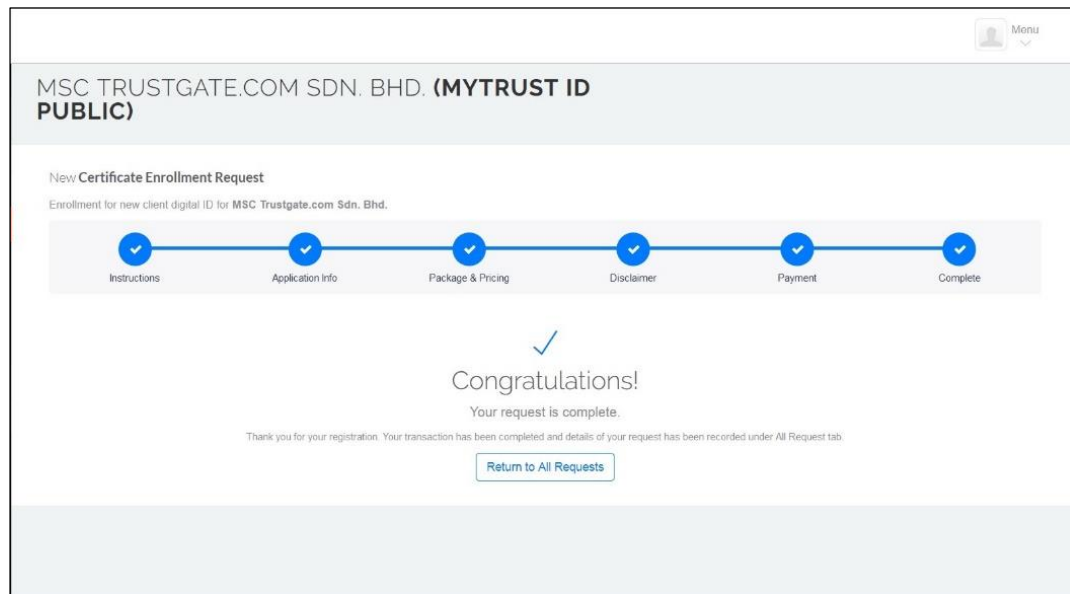 Menu
MSC TRUSTGATE.COM SDN. BHD. (MYTRUST ID
PUBLIC)
New Certificate Enrollment Request
Enrollment for new client digital ID for MSC Trustgate.com Sdn. Bhd.
Instructions Application Info Package & Pricing Disclaimer Payment Complete
Congratulations!
Your request is complete.
Thank you for your registration. Your transaction has been completed and details of your request has been recorded under All Request tab.
Return to All Requests